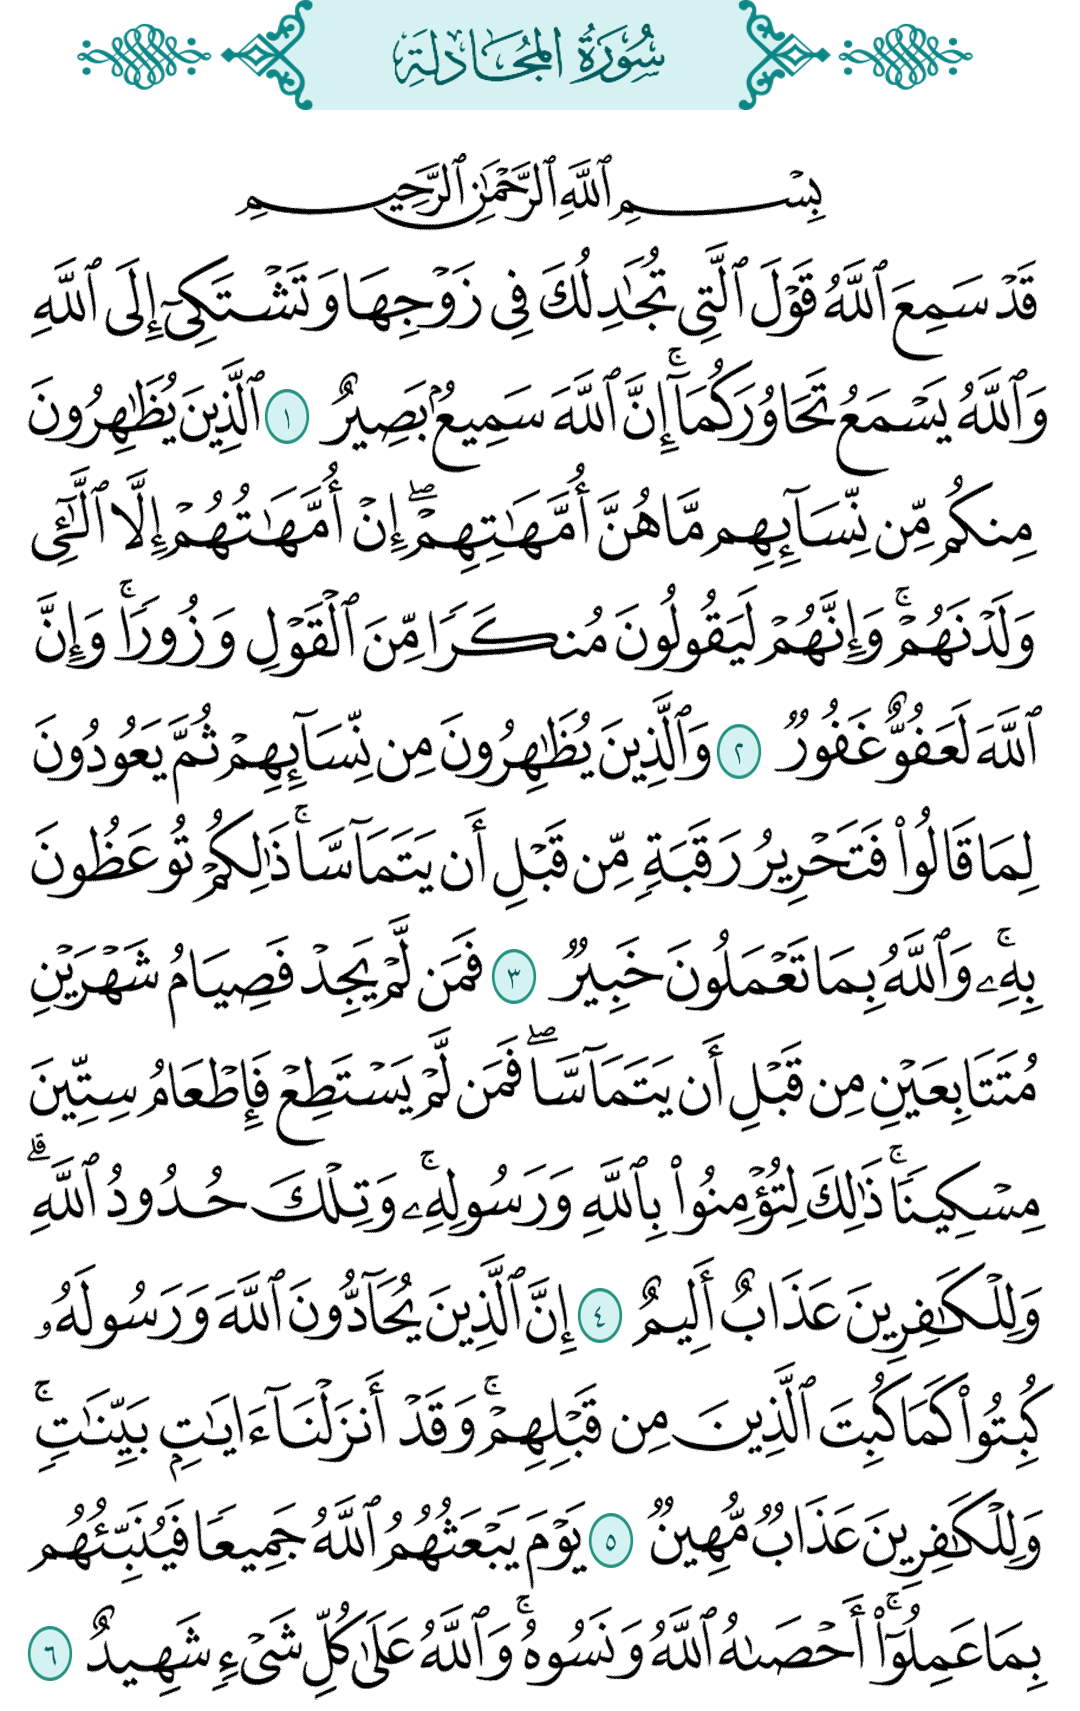 سُورَةُ المُجَادلَةِ
بِسۡمِ ٱللَّهِ ٱلرَّحۡمَٰنِ ٱلرَّحِيمِ
قَدۡ سَمِعَ ٱللَّهُ قَوۡلَ ٱلَّتِي تُجَٰدِلُكَ فِي زَوۡجِهَا وَتَشۡتَكِيٓ إِلَى ٱللَّهِ
وَٱللَّهُ يَسۡمَعُ تَحَاوُرَكُمَآۚ إِنَّ ٱللَّهَ سَمِيعُۢ بَصِيرٌ ١ ٱلَّذِينَ يُظَٰهِرُونَ
مِنكُم مِّن نِّسَآئِهِم مَّا هُنَّ أُمَّهَٰتِهِمۡۖ إِنۡ أُمَّهَٰتُهُمۡ إِلَّا ٱلَّٰٓـِٔي
وَلَدۡنَهُمۡۚ وَإِنَّهُمۡ لَيَقُولُونَ مُنكَرٗا مِّنَ ٱلۡقَوۡلِ وَزُورٗاۚ وَإِنَّ
ٱللَّهَ لَعَفُوٌّ غَفُورٞ ٢ وَٱلَّذِينَ يُظَٰهِرُونَ مِن نِّسَآئِهِمۡ ثُمَّ يَعُودُونَ
لِمَا قَالُواْ فَتَحۡرِيرُ رَقَبَةٖ مِّن قَبۡلِ أَن يَتَمَآسَّاۚ ذَٰلِكُمۡ تُوعَظُونَ
بِهِۦۚ وَٱللَّهُ بِمَا تَعۡمَلُونَ خَبِيرٞ ٣ فَمَن لَّمۡ يَجِدۡ فَصِيَامُ شَهۡرَيۡنِ
مُتَتَابِعَيۡنِ مِن قَبۡلِ أَن يَتَمَآسَّاۖ فَمَن لَّمۡ يَسۡتَطِعۡ فَإِطۡعَامُ سِتِّينَ
مِسۡكِينٗاۚ ذَٰلِكَ لِتُؤۡمِنُواْ بِٱللَّهِ وَرَسُولِهِۦۚ وَتِلۡكَ حُدُودُ ٱللَّهِۗ
وَلِلۡكَٰفِرِينَ عَذَابٌ أَلِيمٌ ٤ إِنَّ ٱلَّذِينَ يُحَآدُّونَ ٱللَّهَ وَرَسُولَهُۥ
كُبِتُواْ كَمَا كُبِتَ ٱلَّذِينَ مِن قَبۡلِهِمۡۚ وَقَدۡ أَنزَلۡنَآ ءَايَٰتِۭ بَيِّنَٰتٖۚ
وَلِلۡكَٰفِرِينَ عَذَابٞ مُّهِينٞ ٥ يَوۡمَ يَبۡعَثُهُمُ ٱللَّهُ جَمِيعٗا فَيُنَبِّئُهُم
بِمَا عَمِلُوٓاْۚ أَحۡصَىٰهُ ٱللَّهُ وَنَسُوهُۚ وَٱللَّهُ عَلَىٰ كُلِّ شَيۡءٖ شَهِيدٌ ٦